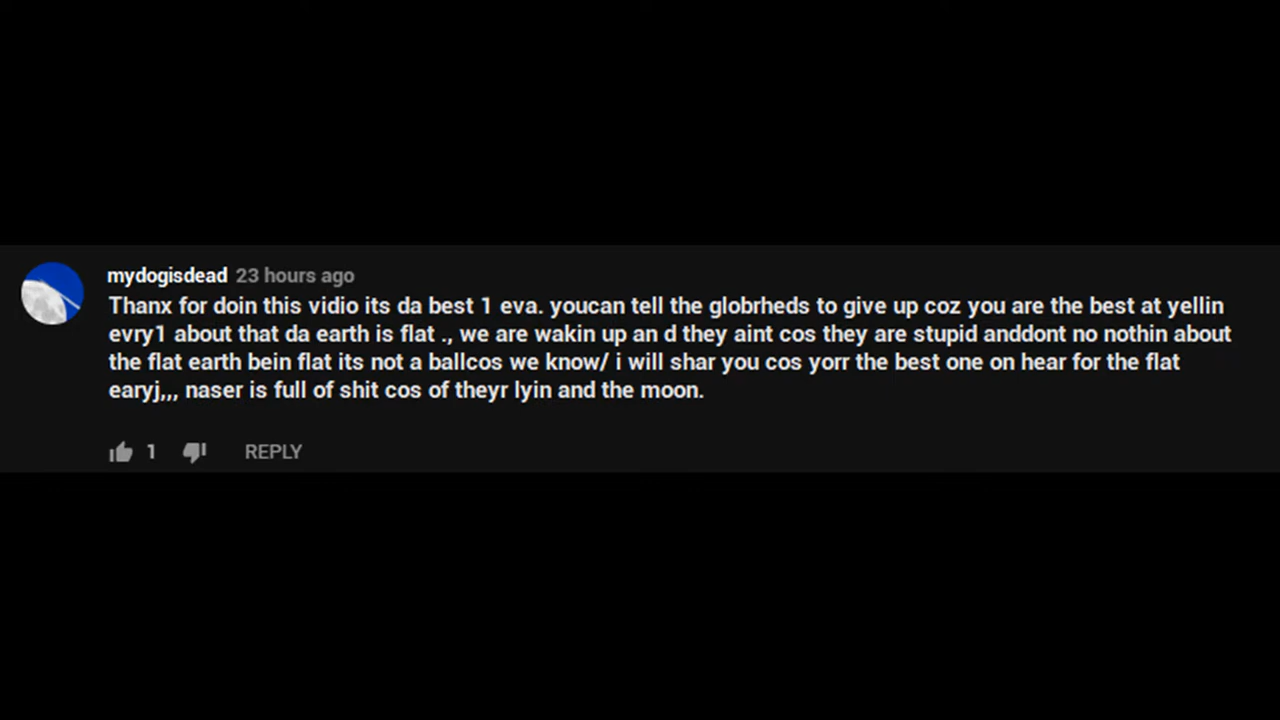 mydogisdead 23 hours ago
Thanx for doin this vidio its da best 1 eva. youcan tell the globrheds to give up coz you are the best at yellin
evry1 about that da earth is flat ., we are wakin up an d they aint cos they are stupid anddont no nothin about
the flat earth bein flat its not a ballcos we know/ i will shar you cos yorr the best one on hear for the flat
earyj,,, naser is full of shit cos of theyr lyin and the moon.
1 REPLY